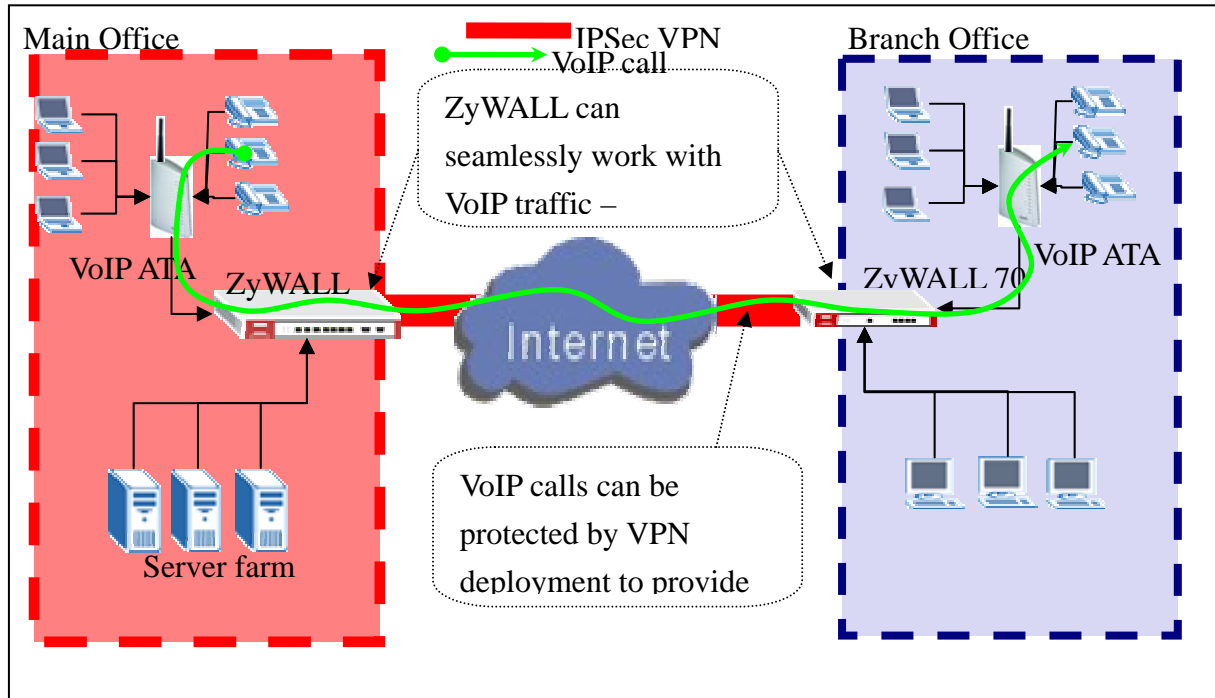 Main Office
IPSec VPN
VoIP call
Branch Office
ZyWALL can
seamlessly work with
VoIP traffic –
VoIP ATA
ZyWALL
Internet
VoIP ATA
ZyWALL 70
VoIP calls can be
protected by VPN
deployment to provide
Server farm